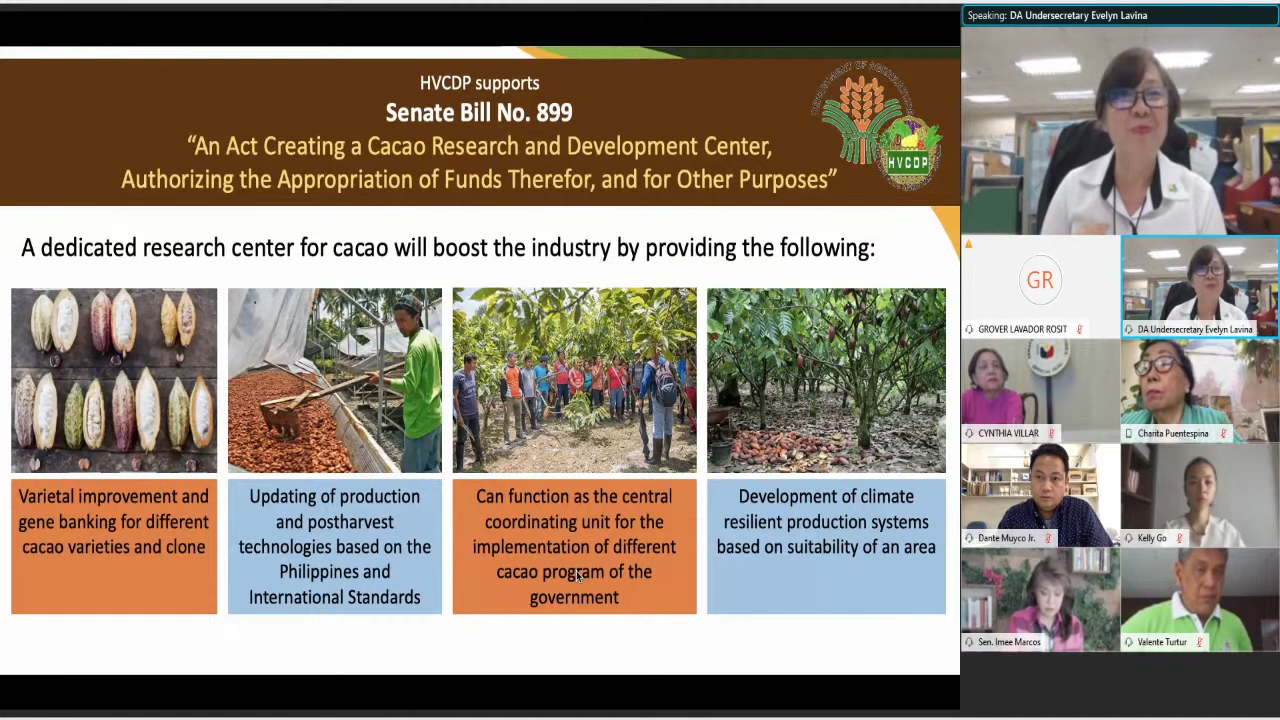 HVCDP supports
Senate Bill No. 899
“An Act Creating a Cacao Research and Development Center,
Authorizing the Appropriation of Funds Therefor, and for Other Purposes”
DEPARTMENT OF AGRICULTURE
HVCDP
A dedicated research center for cacao will boost the industry by providing the following:
Varietal improvement and
gene banking for different
cacao varieties and clone
Updating of production
and postharvest
technologies based on the
Philippines and
International Standards
Can function as the central
coordinating unit for the
implementation of different
cacao program of the
government
Development of climate
resilient production systems
based on suitability of an area
Speaking: DA Undersecretary Evelyn Lavina
GR
GROVER LAVADOR ROSIT
DA Undersecretary Evelyn Lavina
CYNTHIA VILLAR
Charita Puentespina
Dante Muyco Jr.
Kelly Go
Sen. Imee Marcos
Valente Turtur